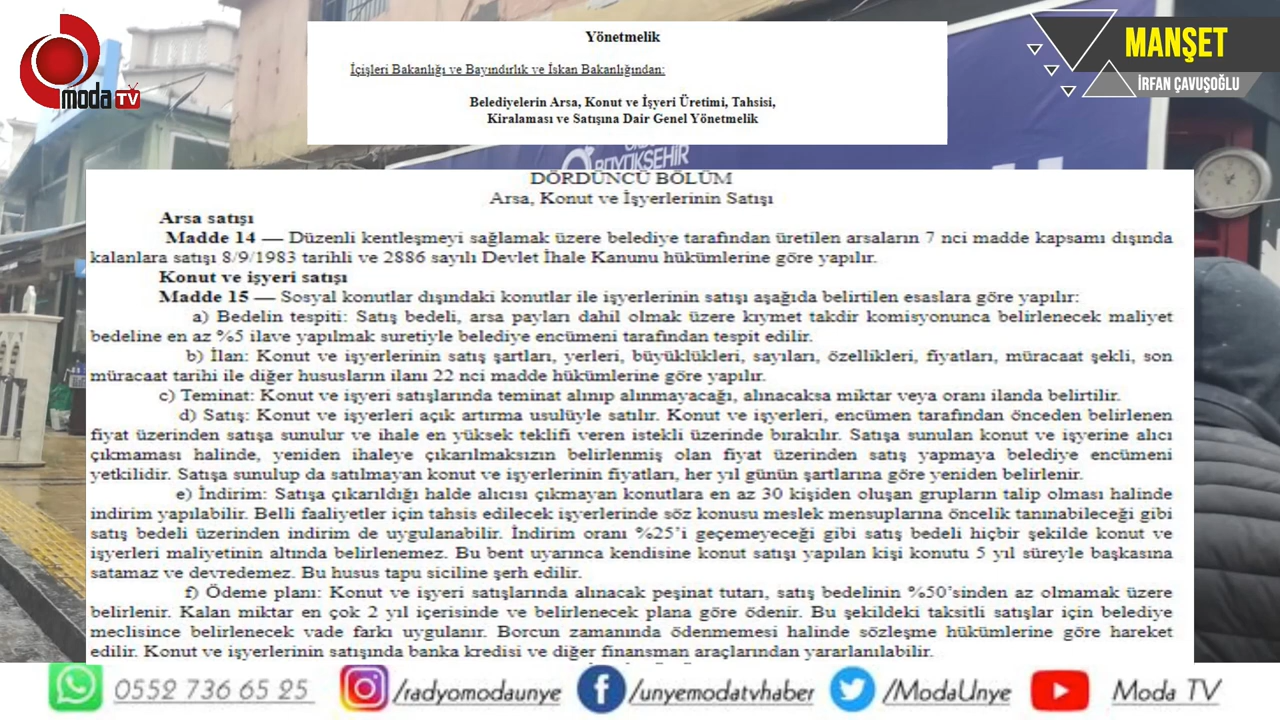 moda TV
MANŞET
İRFAN ÇAVUŞOĞLU
Yönetmelik
İçişleri Bakanlığı ve Bayındırlık ve İskan Bakanlığından:
Belediyelerin Arsa, Konut ve İşyeri Üretimi, Tahsisi,
Kiralaması ve Satışına Dair Genel Yönetmelik
BÜYÜKŞEHİR
DÖRDÜNCÜ BÖLÜM
Arsa, Konut ve İşyerlerinin Satışı
Arsa satışı
Madde 14 — Düzenli kentleşmeyi sağlamak üzere belediye tarafından üretilen arsaların 7 nci madde kapsamı dışında
kalanlara satışı 8/9/1983 tarihli ve 2886 sayılı Devlet İhale Kanunu hükümlerine göre yapılır.
Konut ve işyeri satışı
Madde 15 — Sosyal konutlar dışındaki konutlar ile işyerlerinin satışı aşağıda belirtilen esaslara göre yapılır:
a) Bedelin tespiti: Satış bedeli, arsa payları dahil olmak üzere kıymet takdir komisyonunca belirlenecek maliyet
bedeline en az %5 ilave yapılmak suretiyle belediye encümeni tarafından tespit edilir.
b) İlan: Konut ve işyerlerinin satış şartları, yerleri, büyüklükleri, sayıları, özellikleri, fiyatları, müracaat şekli, son
müracaat tarihi ile diğer hususların ilanı 22 nci madde hükümlerine göre yapılır.
c) Teminat: Konut ve işyeri satışlarında teminat alınıp alınmayacağı, alınacaksa miktar veya oranı ilanda belirtilir.
d) Satış: Konut ve işyerleri açık artırma usulüyle satılır. Konut ve işyerleri, encümen tarafından önceden belirlenen
fiyat üzerinden satışa sunulur ve ihale en yüksek teklifi veren istekli üzerinde bırakılır. Satışa sunulan konut ve işyerine alıcı
çıkmaması halinde, yeniden ihaleye çıkarılmaksızın belirlenmiş olan fiyat üzerinden satış yapmaya belediye encümeni
yetkilidir. Satışa sunulup da satılmayan konut ve işyerlerinin fiyatları, her yıl günün şartlarına göre yeniden belirlenir.
e) İndirim: Satışa çıkarıldığı halde alıcısı çıkmayan konutlara en az 30 kişiden oluşan grupların talip olması halinde
indirim yapılabilir. Belli faaliyetler için tahsis edilecek işyerlerinde söz konusu meslek mensuplarına öncelik tanınabileceği gibi
satış bedeli üzerinden indirim de uygulanabilir. İndirim oranı %25'i geçemeyeceği gibi satış bedeli hiçbir şekilde konut ve
işyerleri maliyetinin altında belirlenemez. Bu bent uyarınca kendisine konut satışı yapılan kişi konutu 5 yıl süreyle başkasına
satamaz ve devredemez. Bu husus tapu siciline şerh edilir.
f) Ödeme planı: Konut ve işyeri satışlarında alınacak peşinat tutarı, satış bedelinin %50'sinden az olmamak üzere
belirlenir. Kalan miktar en çok 2 yıl içerisinde ve belirlenecek plana göre ödenir. Bu şekildeki taksitli satışlar için belediye
meclisince belirlenecek vade farkı uygulanır. Borcun zamanında ödenmemesi halinde sözleşme hükümlerine göre hareket
edilir. Konut ve işyerlerinin satışında banka kredisi ve diğer finansman araçlarından yararlanılabilir.
0552 736 65 25 /radyomodaunye /unyemodatvhaber /ModaUnye Moda TV